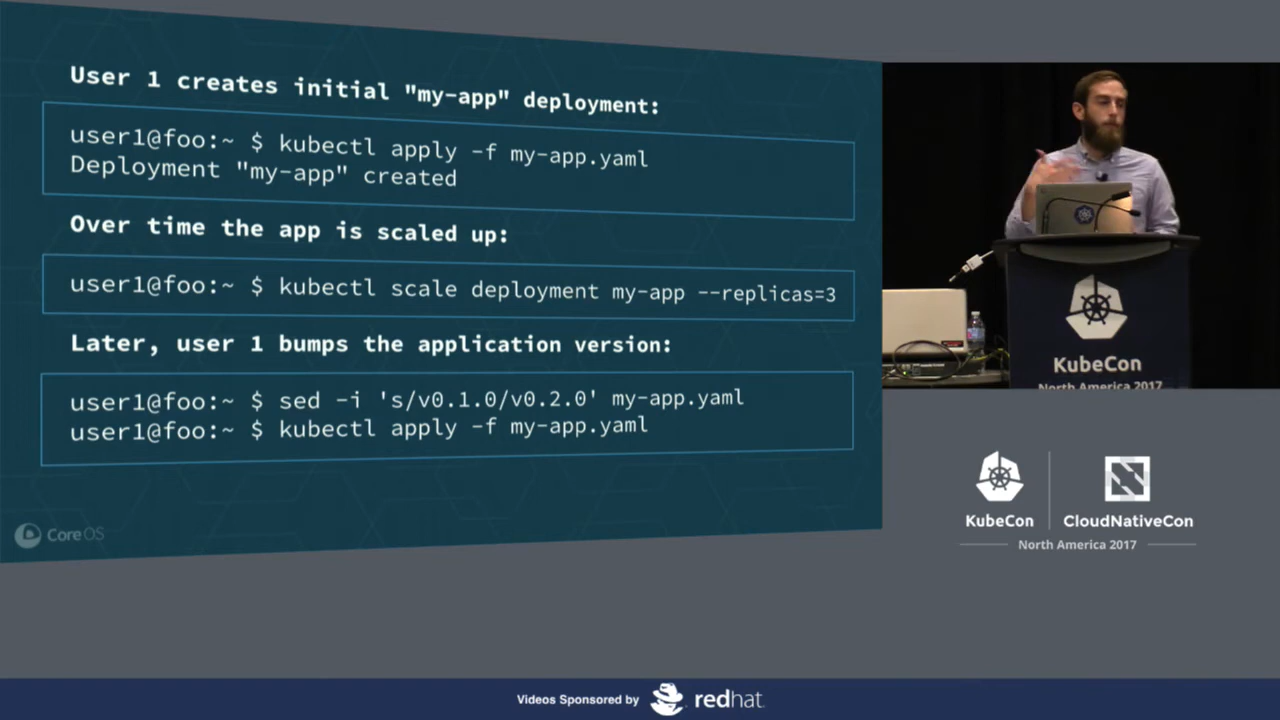 User 1 creates initial "my-app" deployment:
user1@foo:~ $ kubectl apply -f my-app.yaml
Deployment "my-app" created
Over time the app is scaled up:
user1@foo:~ $ kubectl scale deployment my-app --replicas=3
Later, user 1 bumps the application version:
user1@foo:~ $ sed -i 's/v0.1.0/v0.2.0' my-app.yaml
user1@foo:~ $ kubectl apply -f my-app.yaml
CoreOS
KubeCon
North America 2017
KubeCon
CloudNativeCon
North America 2017
Videos Sponsored by
redhat.